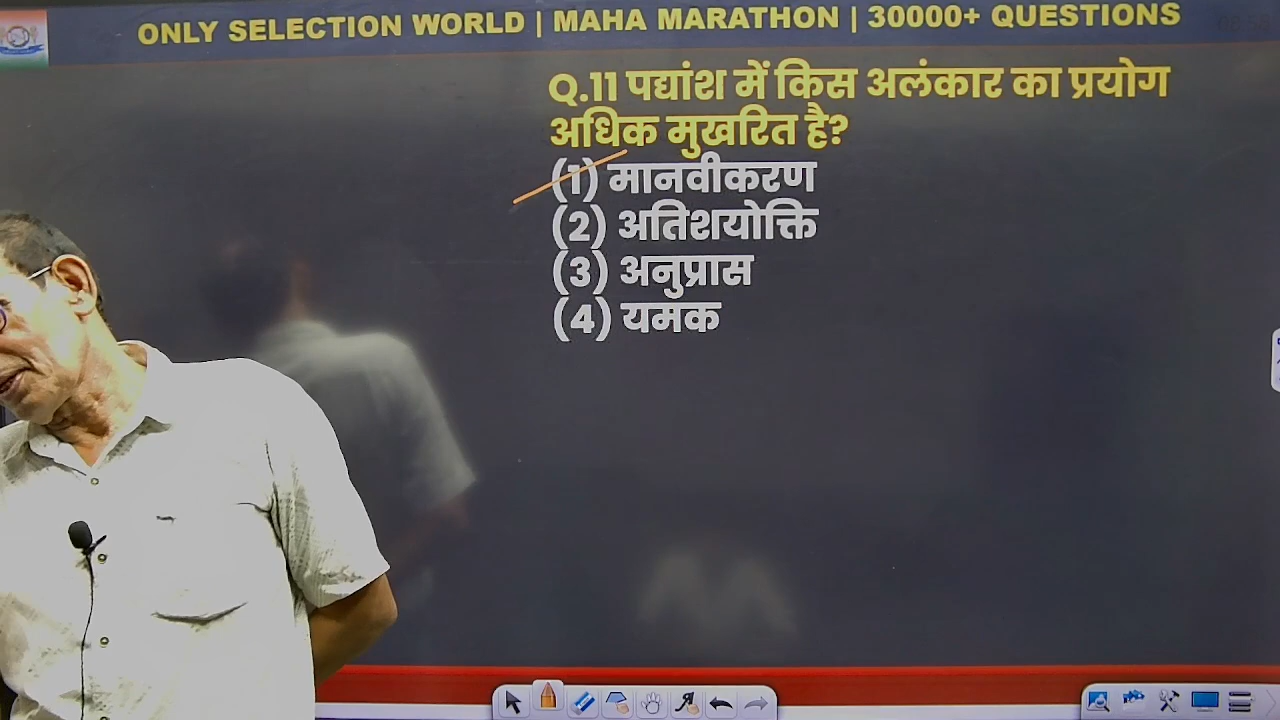 ONLY SELECTION WORLD | MAHA MARATHON | 30000+ QUESTIONS
Q.11 पद्यांश में किस अलंकार का प्रयोग
अधिक मुखरित है?
(1) मानवीकरण
(2) अतिशयोक्ति
(3) अनुप्रास
(4) यमक